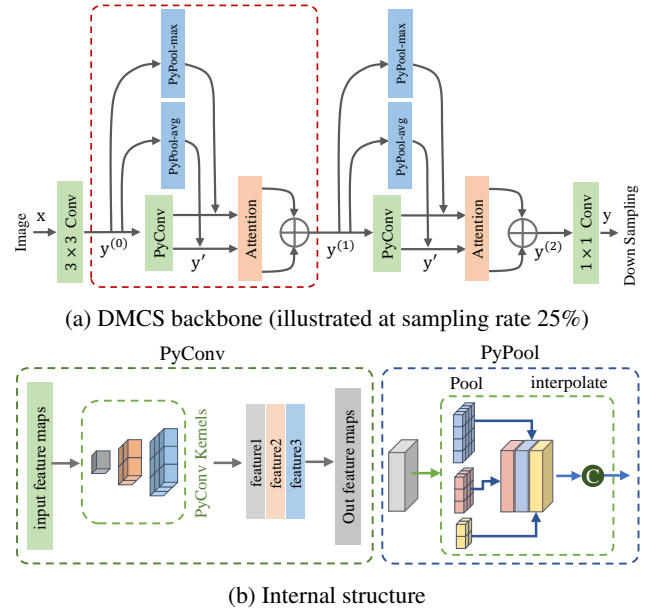 PyPool-max
PyPool-max
PyPool-avg
PyPool-avg
Image
x
3 × 3 Conv
y⁽⁰⁾
PyConv
y′
Attention
y⁽¹⁾
PyConv
y′
Attention
y⁽²⁾
1 × 1 Conv
y
Down Sampling
(a) DMCS backbone (illustrated at sampling rate 25%)
PyConv
PyPool
input feature maps
PyConv Kernels
feature1
feature2
feature3
Out feature maps
Pool
interpolate
C
(b) Internal structure